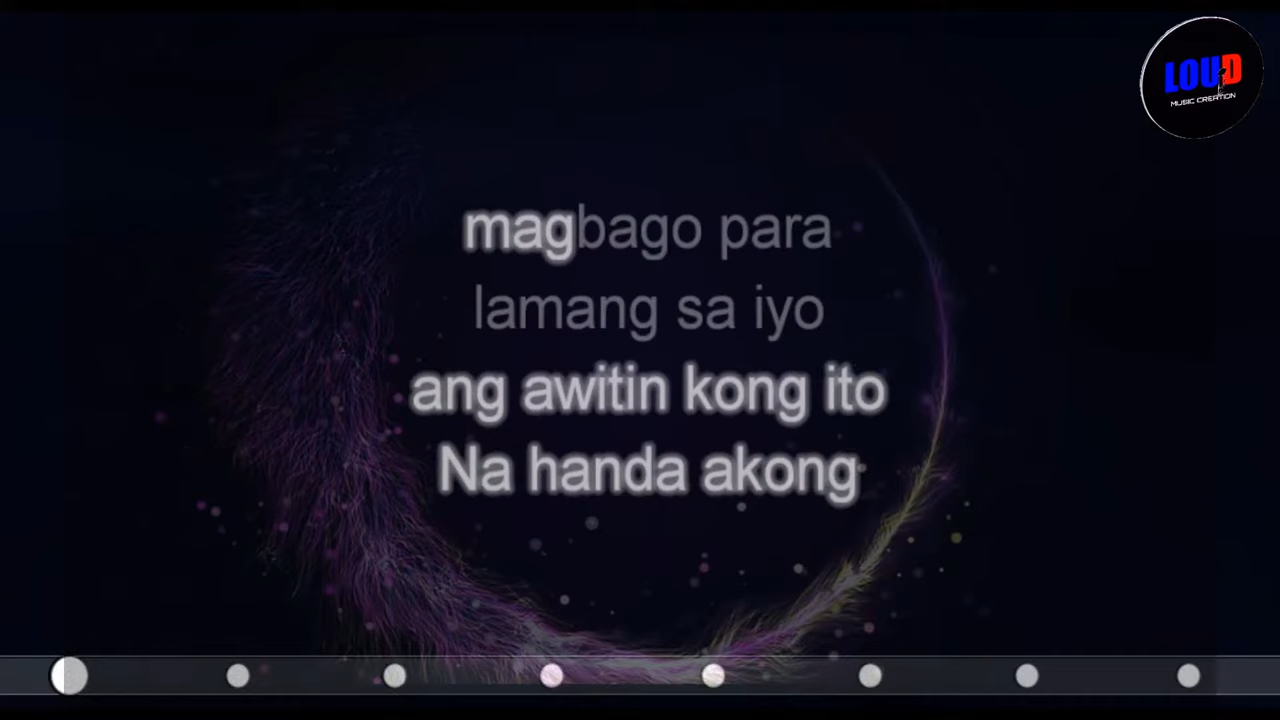 LOUD
MUSIC CREATION
magbago para
lamang sa iyo
ang awitin kong ito
Na handa akong